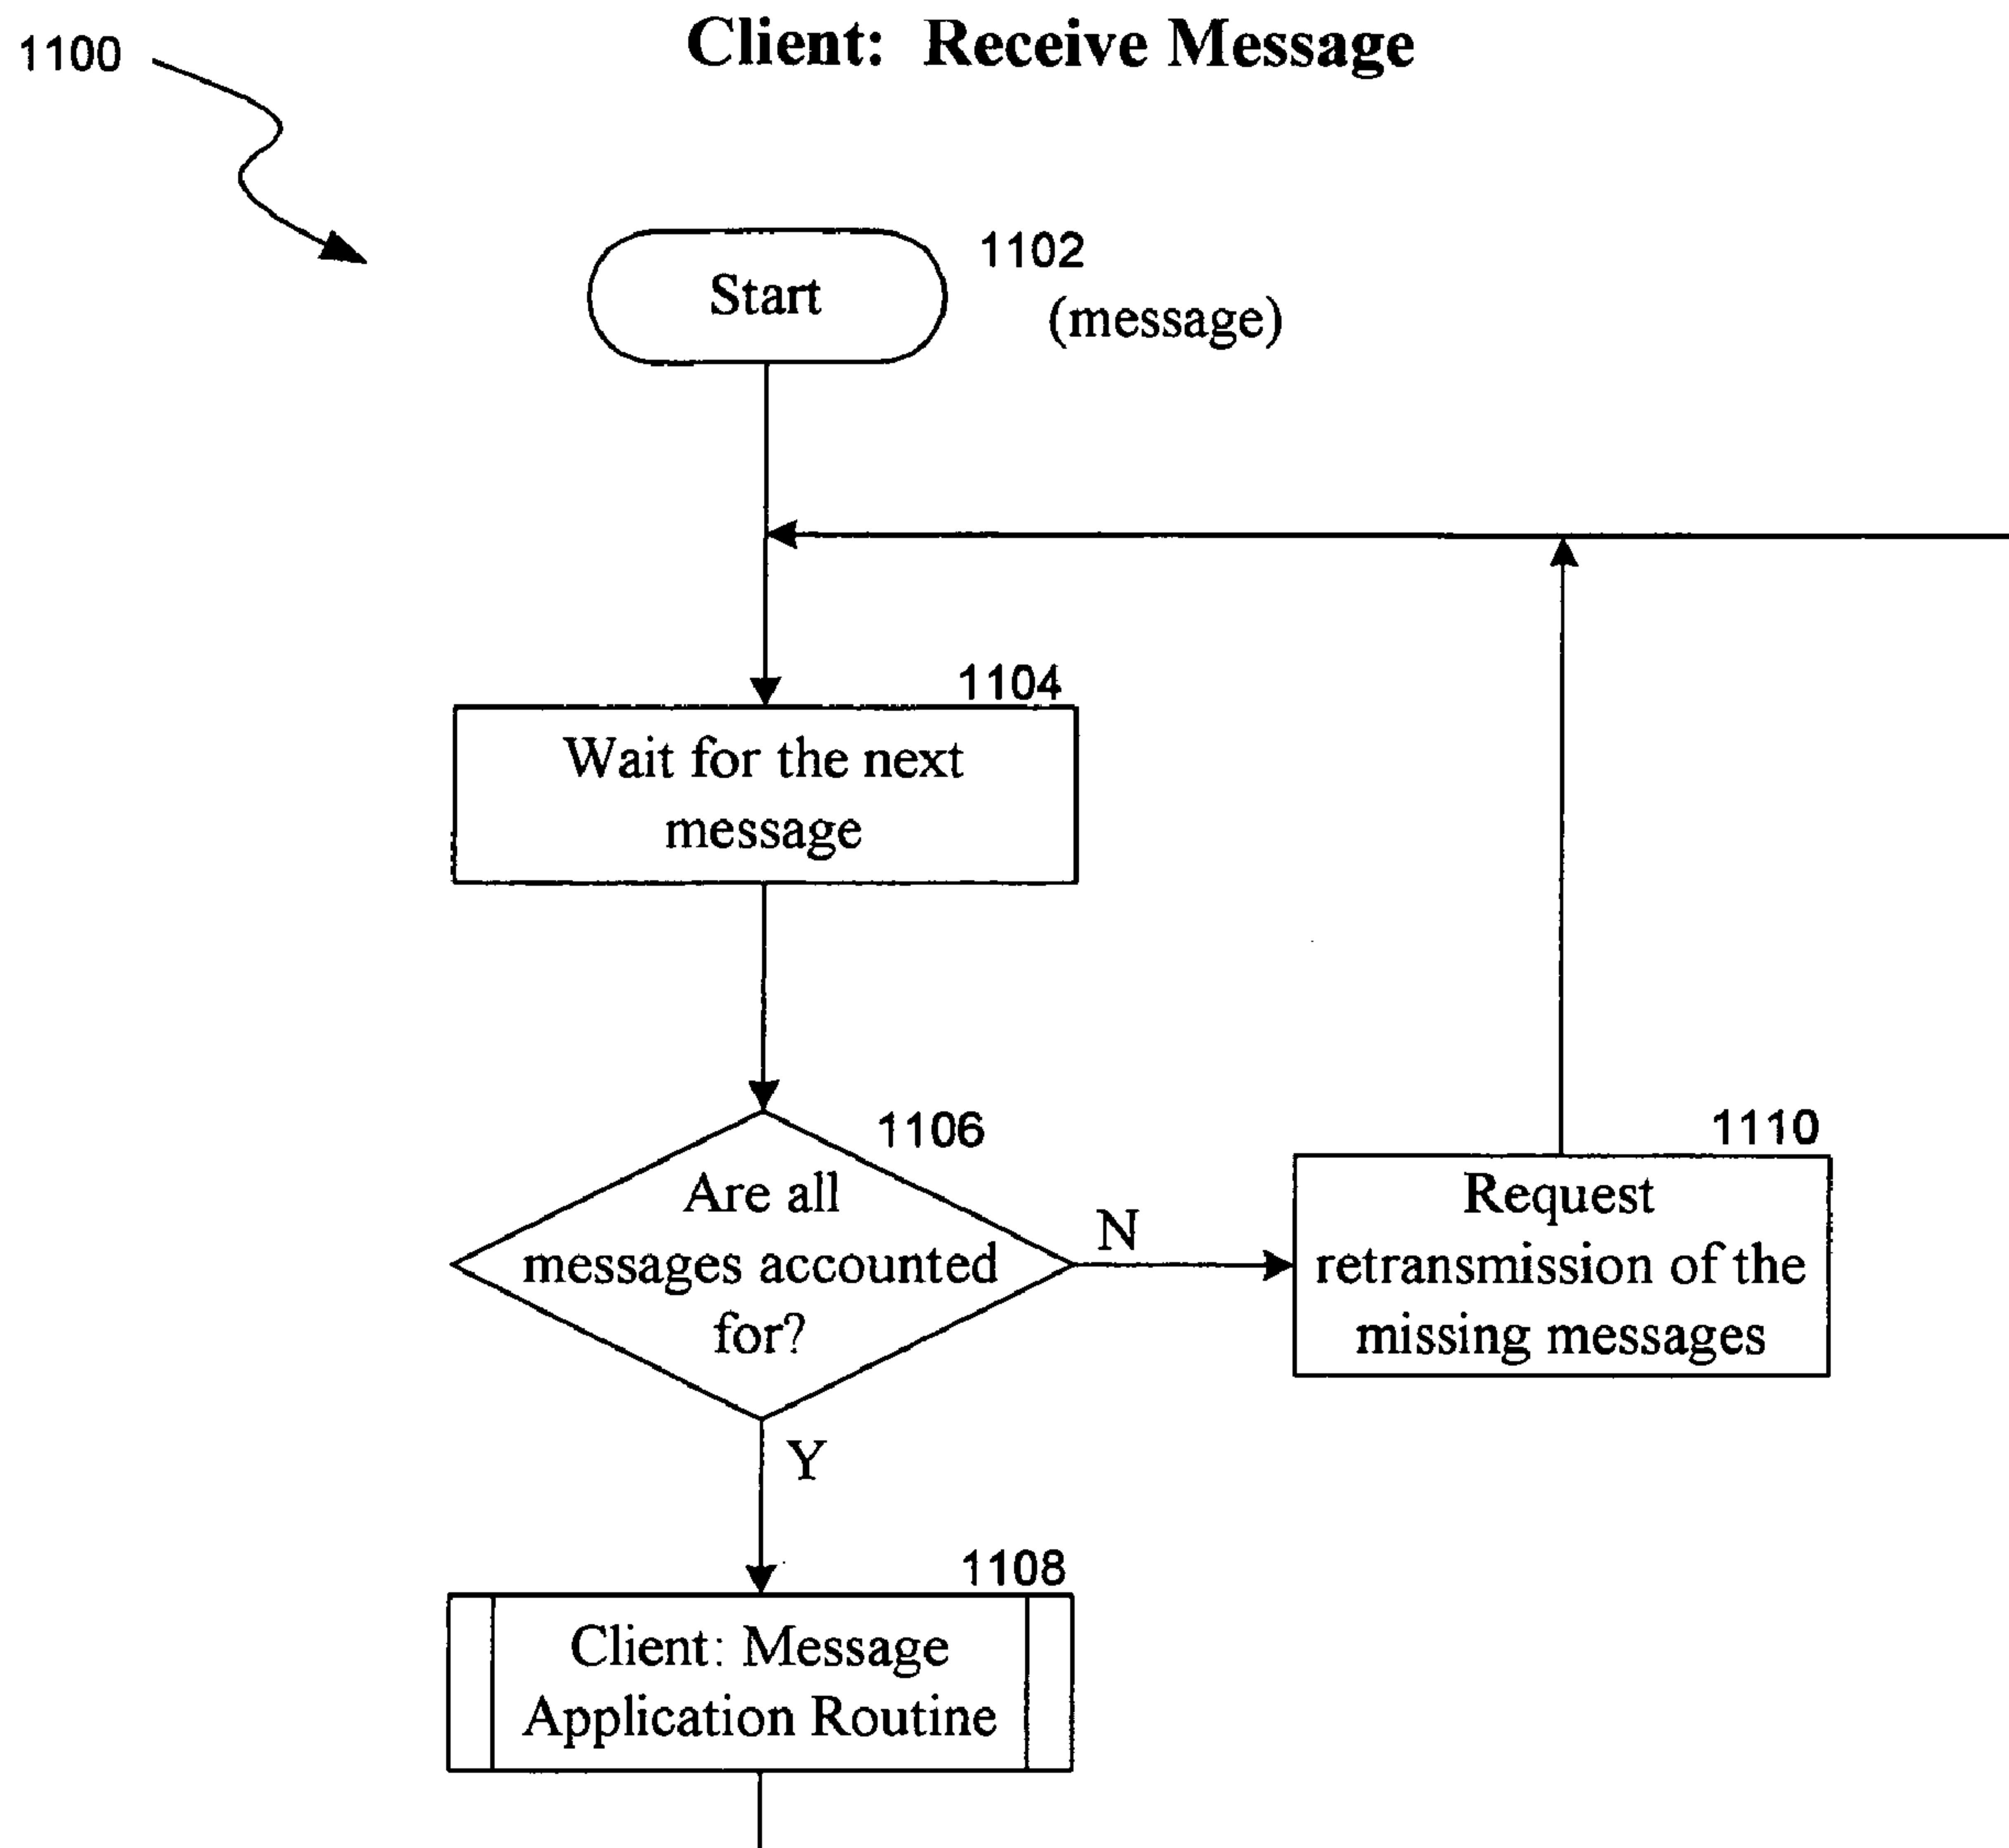 Client: Receive Message
1100
Start
1102
(message)
1104
Wait for the next
message
1106
Are all
messages accounted
for?
N
1110
Request
retransmission of the
missing messages
Y
1108
Client: Message
Application Routine